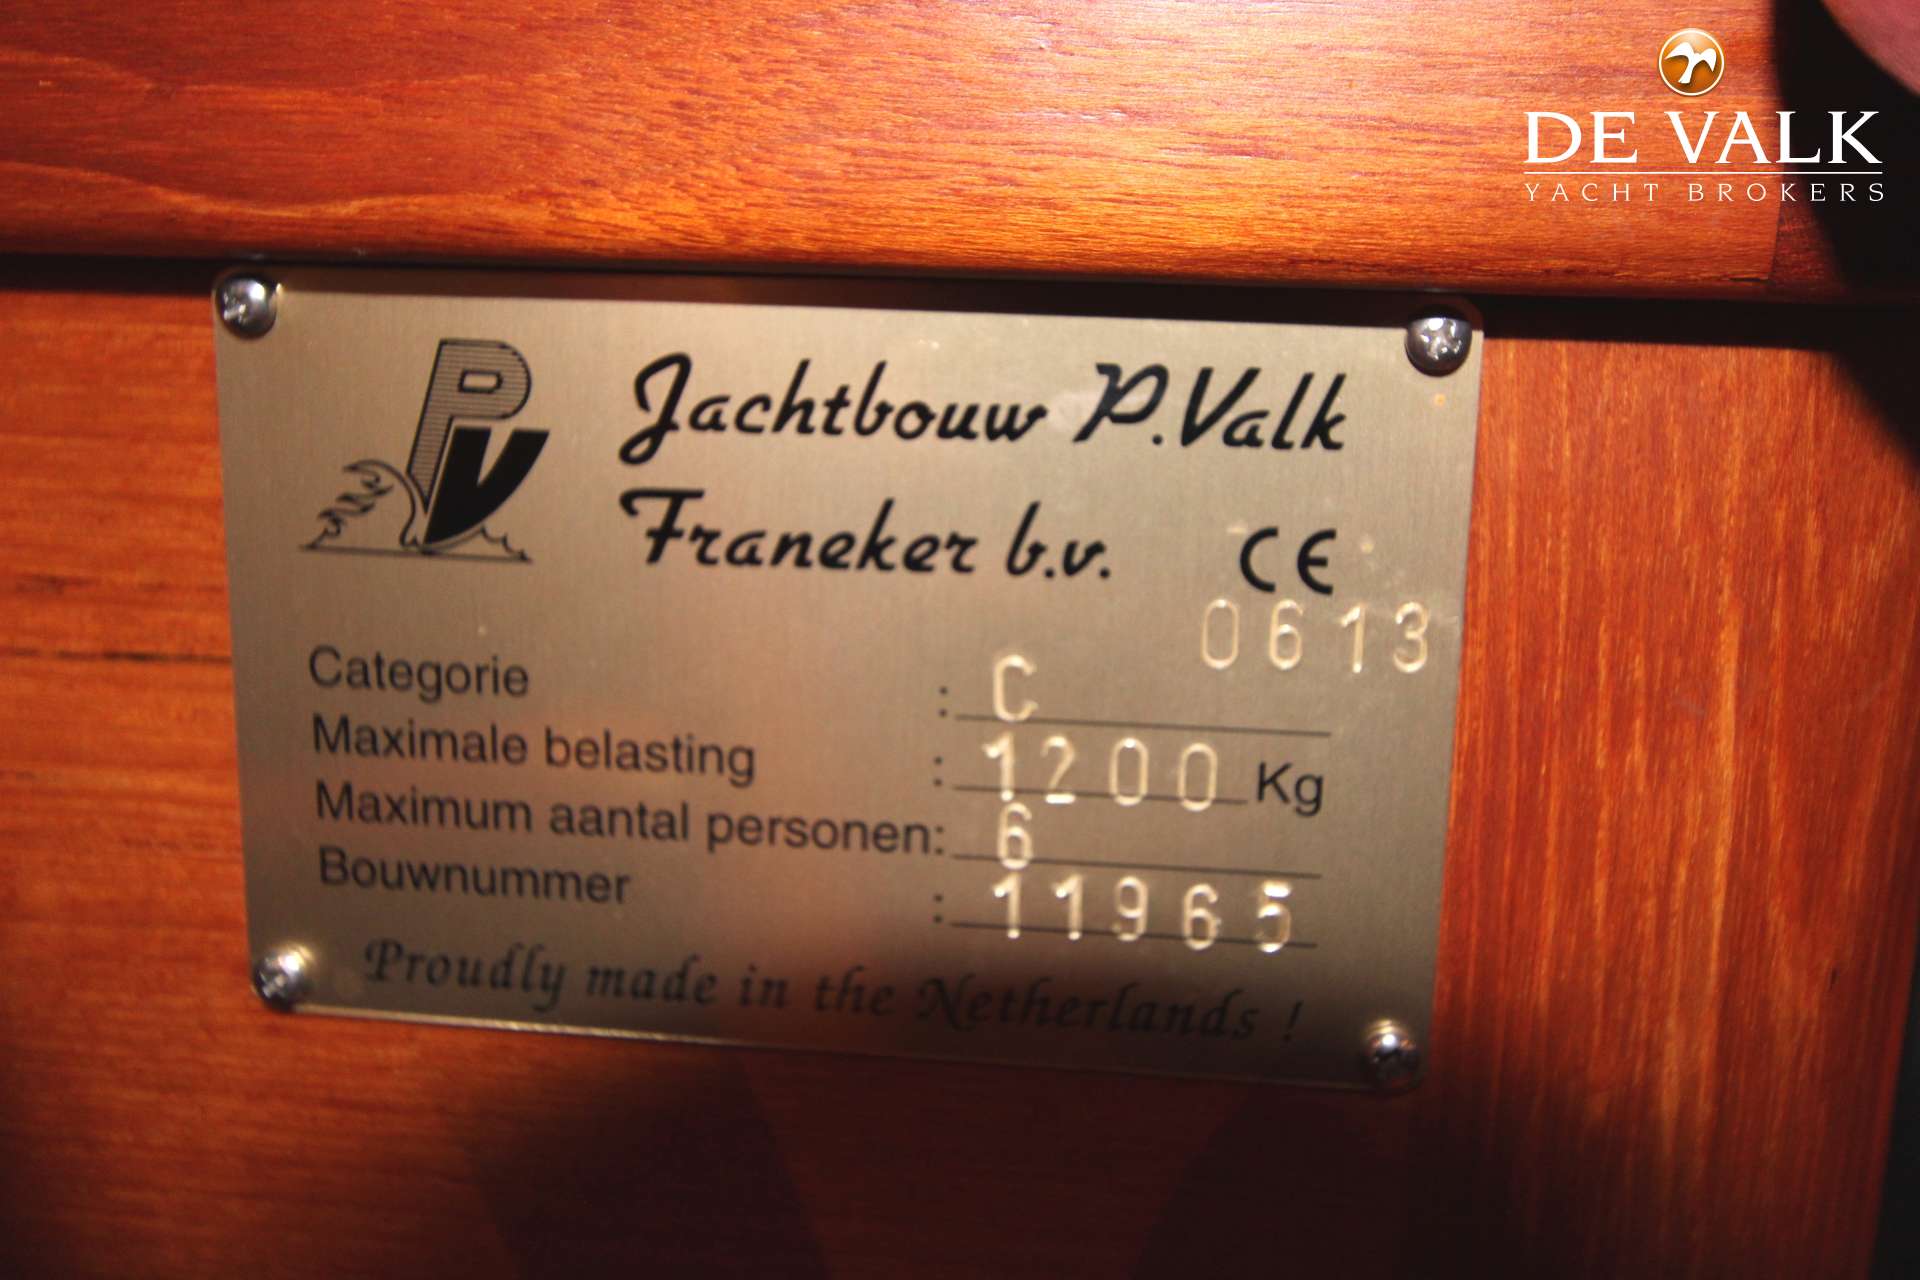 DE VALK
YACHT BROKERS
PV
Jachtbouw P.Valk
Franeker b.v. CE
0613
Categorie : C
Maximale belasting : 1200 Kg
Maximum aantal personen: 6
Bouwnummer : 11965
Proudly made in the Netherlands !